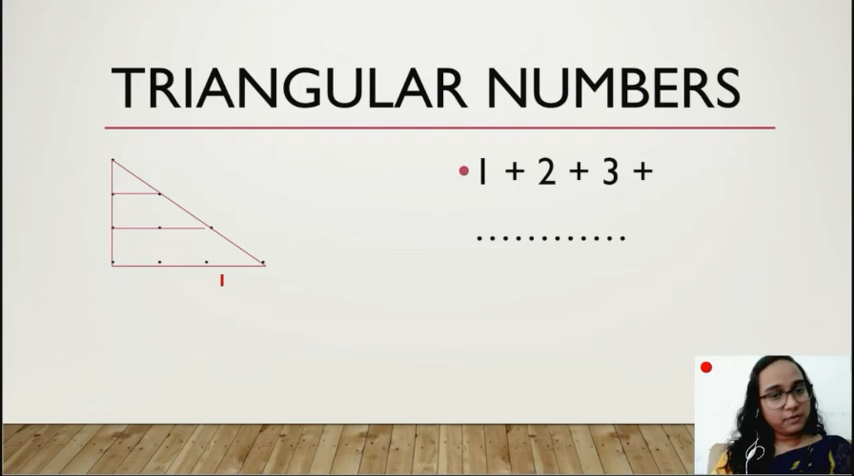 TRIANGULAR NUMBERS
• 1 + 2 + 3 +
............
1